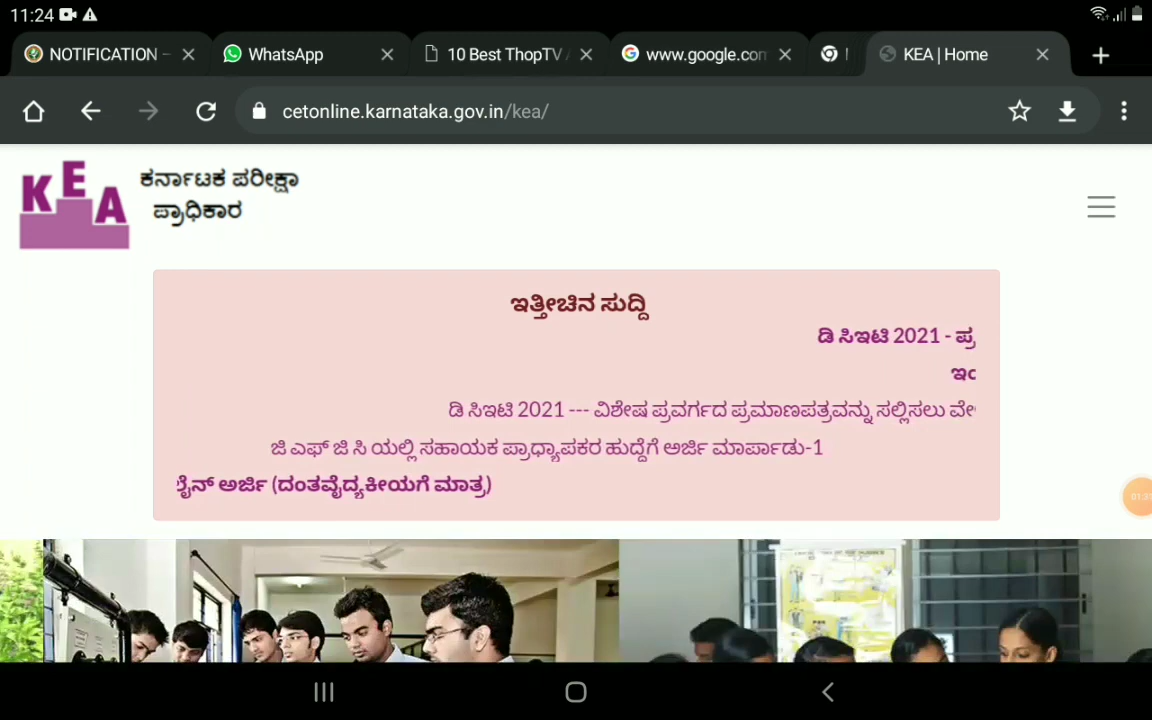 11:24
NOTIFICATION
WhatsApp
10 Best ThopTV
www.google.com
KEA | Home
cetonline.karnataka.gov.in/kea/
KEA
ಕರ್ನಾಟಕ ಪರೀಕ್ಷಾ
ಪ್ರಾಧಿಕಾರ
ಇತ್ತೀಚಿನ ಸುದ್ದಿ
ಡಿ ಸಿಇಟಿ 2021 - ಪ್ರ
ಡಿ ಸಿಇಟಿ 2021 --- ವಿಶೇಷ ಪ್ರವರ್ಗದ ಪ್ರಮಾಣಪತ್ರವನ್ನು ಸಲ್ಲಿಸಲು
ಜಿ ಎಫ್ ಜಿ ಸಿ ಯಲ್ಲಿ ಸಹಾಯಕ ಪ್ರಾಧ್ಯಾಪಕರ ಹುದ್ದೆಗೆ ಅರ್ಜಿ ಮಾರ್ಪಾಡು-1
ಅರ್ಜಿ (ದಂತವೈದ್ಯಕೀಯಗೆ ಮಾತ್ರ)